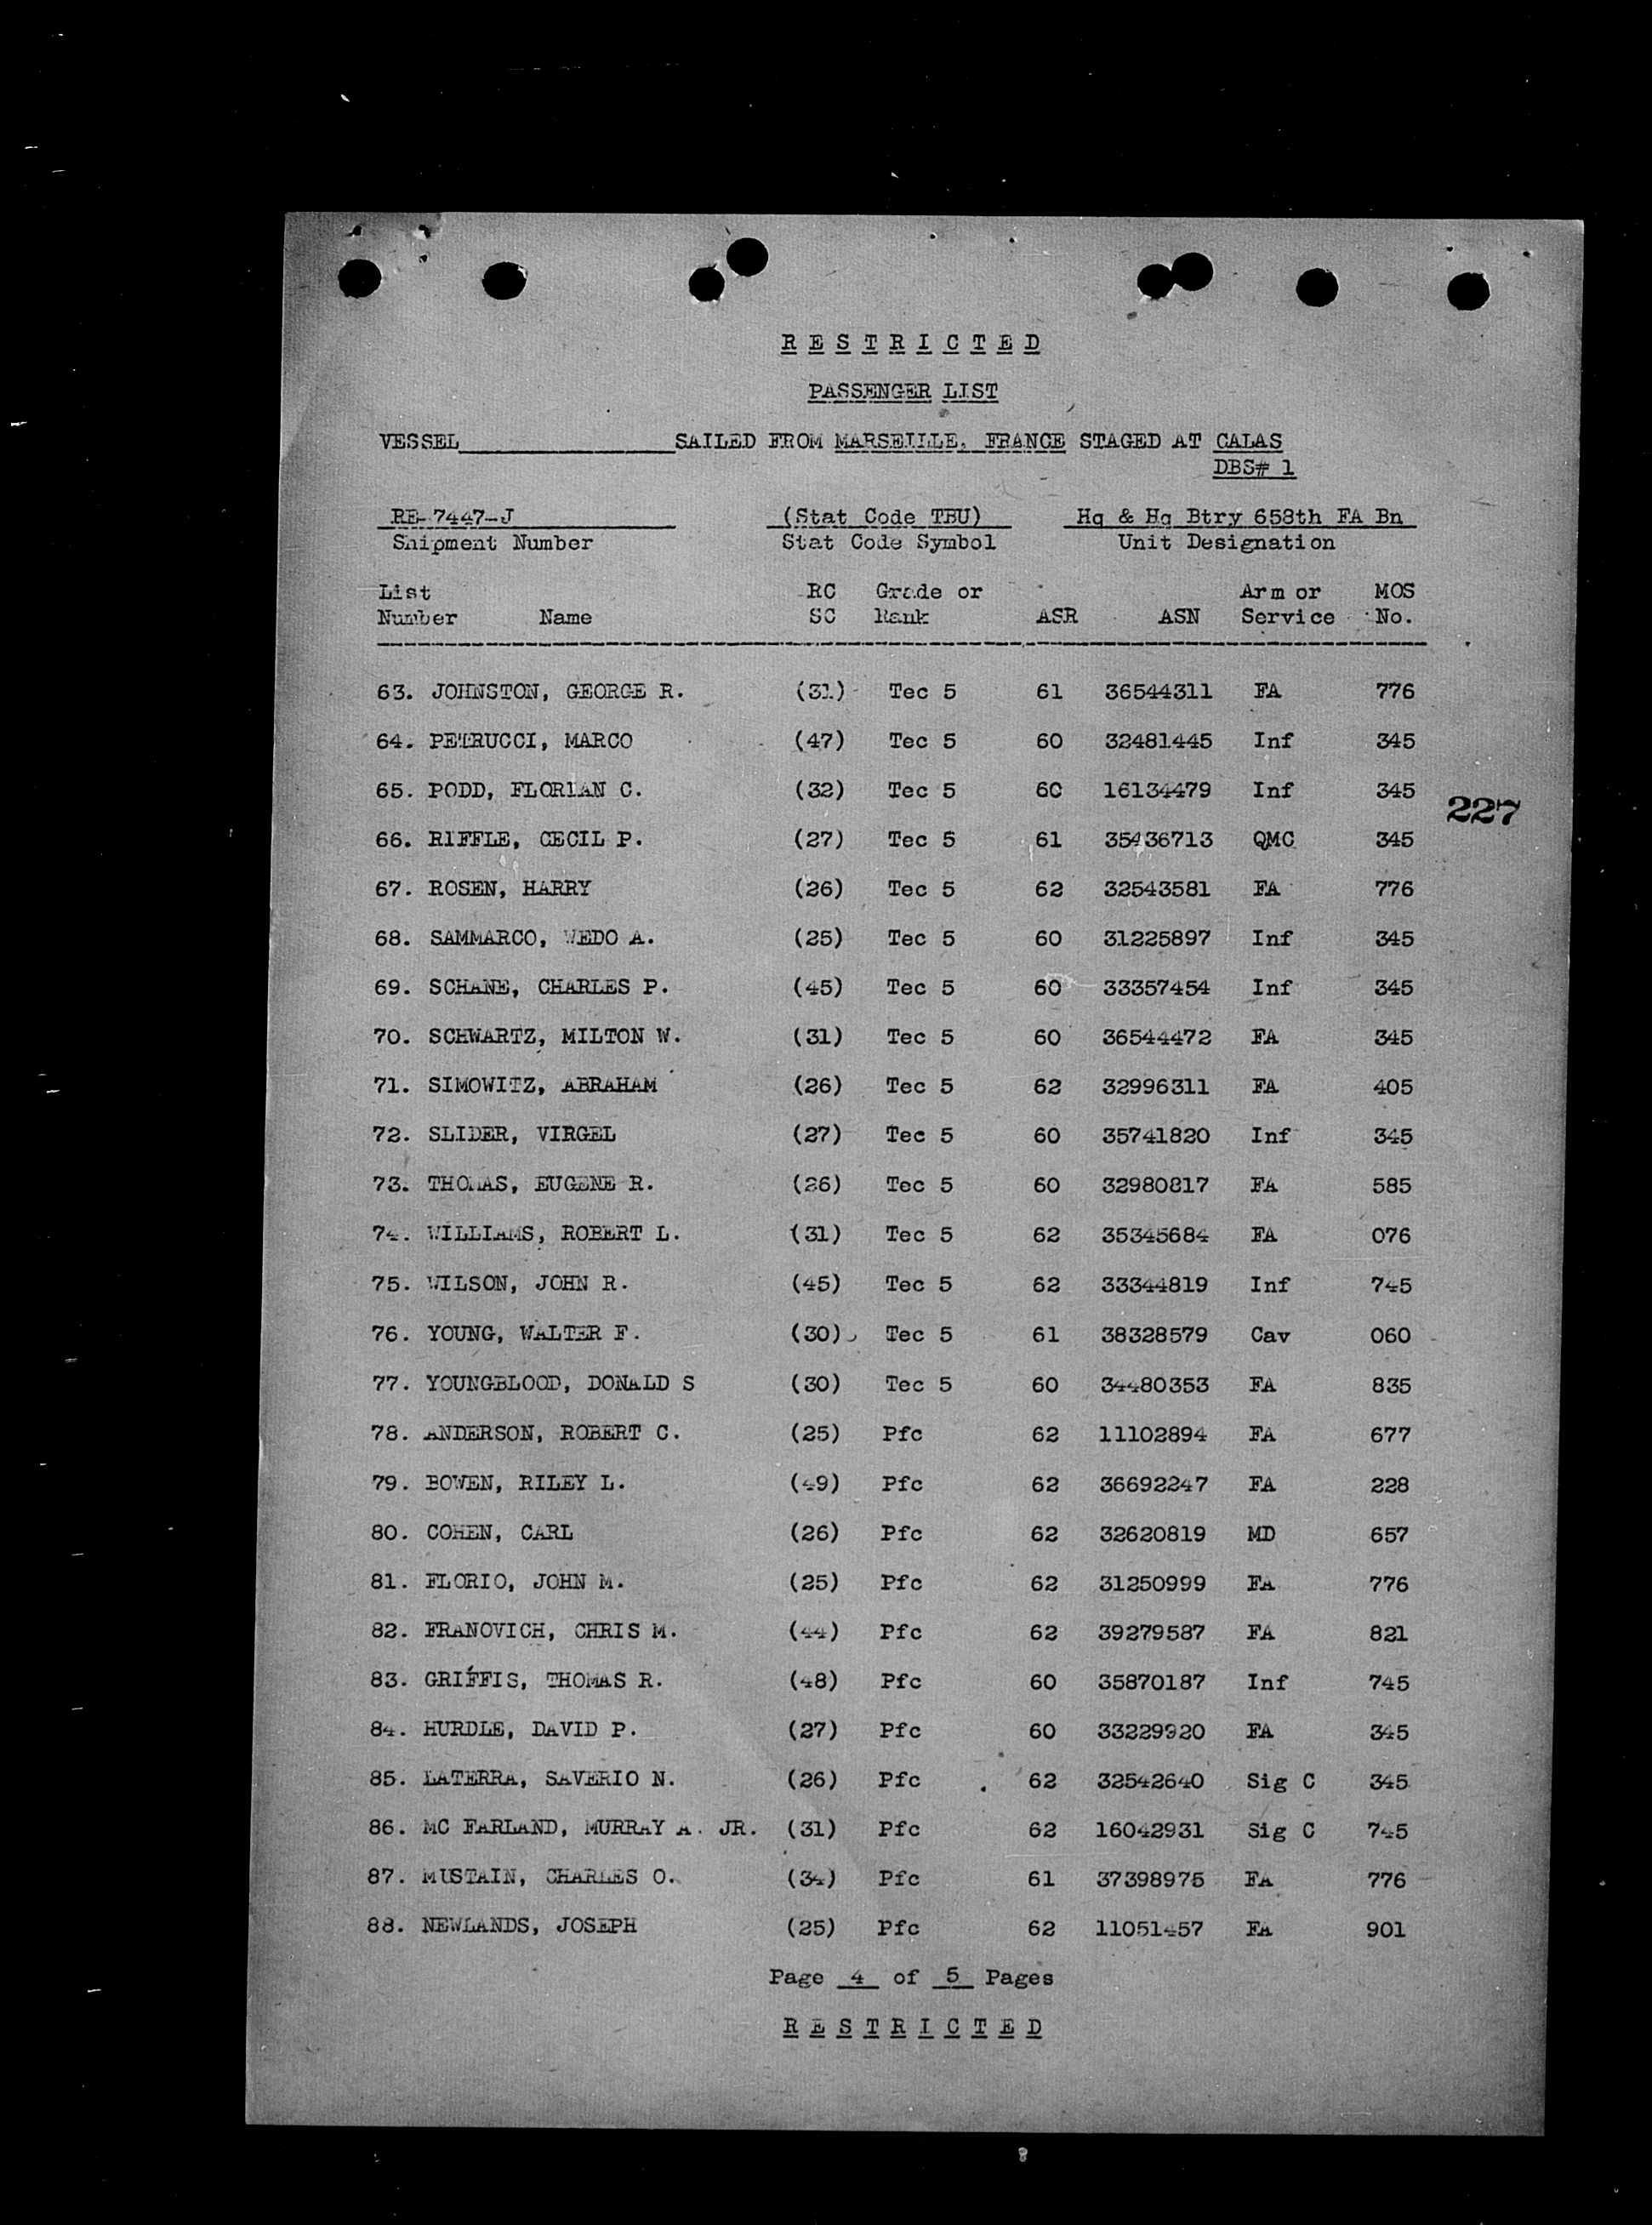 RESTRICTED
PASSENGER LIST
VESSEL________________SAILED FROM MARSEILLE, FRANCE STAGED AT CALAS
DBS# 1
RE-7447-J (Stat Code TBU) Hq & Hq Btry 658th FA Bn
Shipment Number Stat Code Symbol Unit Designation
List RC Grade or Arm or MOS
Number Name SC Rank ASR ASN Service No.
63. JOHNSTON, GEORGE R. (31) Tec 5 61 36544311 FA 776
64. PETRUCCI, MARCO (47) Tec 5 60 32481445 Inf 345
65. PODD, FLORIAN C. (32) Tec 5 60 16134479 Inf 345
227
66. RIFFLE, CECIL P. (27) Tec 5 61 35436713 QMC 345
67. ROSEN, HARRY (26) Tec 5 62 32543581 FA 776
68. SAMMARCO, WEDO A. (25) Tec 5 60 31225897 Inf 345
69. SCHANE, CHARLES P. (45) Tec 5 60 33357454 Inf 345
70. SCHWARTZ, MILTON W. (31) Tec 5 60 36544472 FA 345
71. SIMOWITZ, ABRAHAM (26) Tec 5 62 32996311 FA 405
72. SLIDER, VIRGEL (27) Tec 5 60 35741820 Inf 345
73. THOMAS, EUGENE R. (26) Tec 5 60 32980817 FA 585
74. WILLIAMS, ROBERT L. (31) Tec 5 62 35345684 FA 076
75. WILSON, JOHN R. (45) Tec 5 62 33344819 Inf 745
76. YOUNG, WALTER F. (30) Tec 5 61 38328579 Cav 060
77. YOUNGBLOOD, DONALD S (30) Tec 5 60 34480353 FA 835
78. ANDERSON, ROBERT C. (25) Pfc 62 11102894 FA 677
79. BOWEN, RILEY L. (49) Pfc 62 36692247 FA 228
80. COHEN, CARL (26) Pfc 62 32620819 MD 657
81. FLORIO, JOHN M. (25) Pfc 62 31250999 FA 776
82. FRANOVICH, CHRIS M. (44) Pfc 62 39279587 FA 821
83. GRIFFIS, THOMAS R. (48) Pfc 60 35870187 Inf 745
84. HURDLE, DAVID P. (27) Pfc 60 33229920 FA 345
85. LATERRA, SAVERIO N. (26) Pfc 62 32542640 Sig C 345
86. MC FARLAND, MURRAY A. JR. (31) Pfc 62 16042931 Sig C 745
87. MUSTAIN, CHARLES O. (34) Pfc 61 37398975 FA 776
88. NEWLANDS, JOSEPH (25) Pfc 62 11051457 FA 901
Page 4 of 5 Pages
RESTRICTED